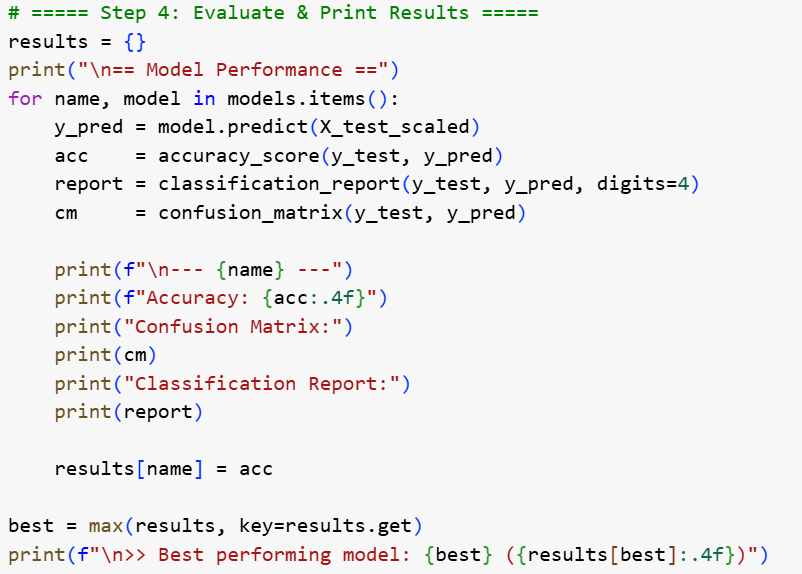 # ===== Step 4: Evaluate & Print Results =====
results = {}
print("\n== Model Performance ==")
for name, model in models.items():
    y_pred = model.predict(X_test_scaled)
    acc    = accuracy_score(y_test, y_pred)
    report = classification_report(y_test, y_pred, digits=4)
    cm     = confusion_matrix(y_test, y_pred)

    print(f"\n--- {name} ---")
    print(f"Accuracy: {acc:.4f}")
    print("Confusion Matrix:")
    print(cm)
    print("Classification Report:")
    print(report)

    results[name] = acc

best = max(results, key=results.get)
print(f"\n>> Best performing model: {best} ({results[best]:.4f})")